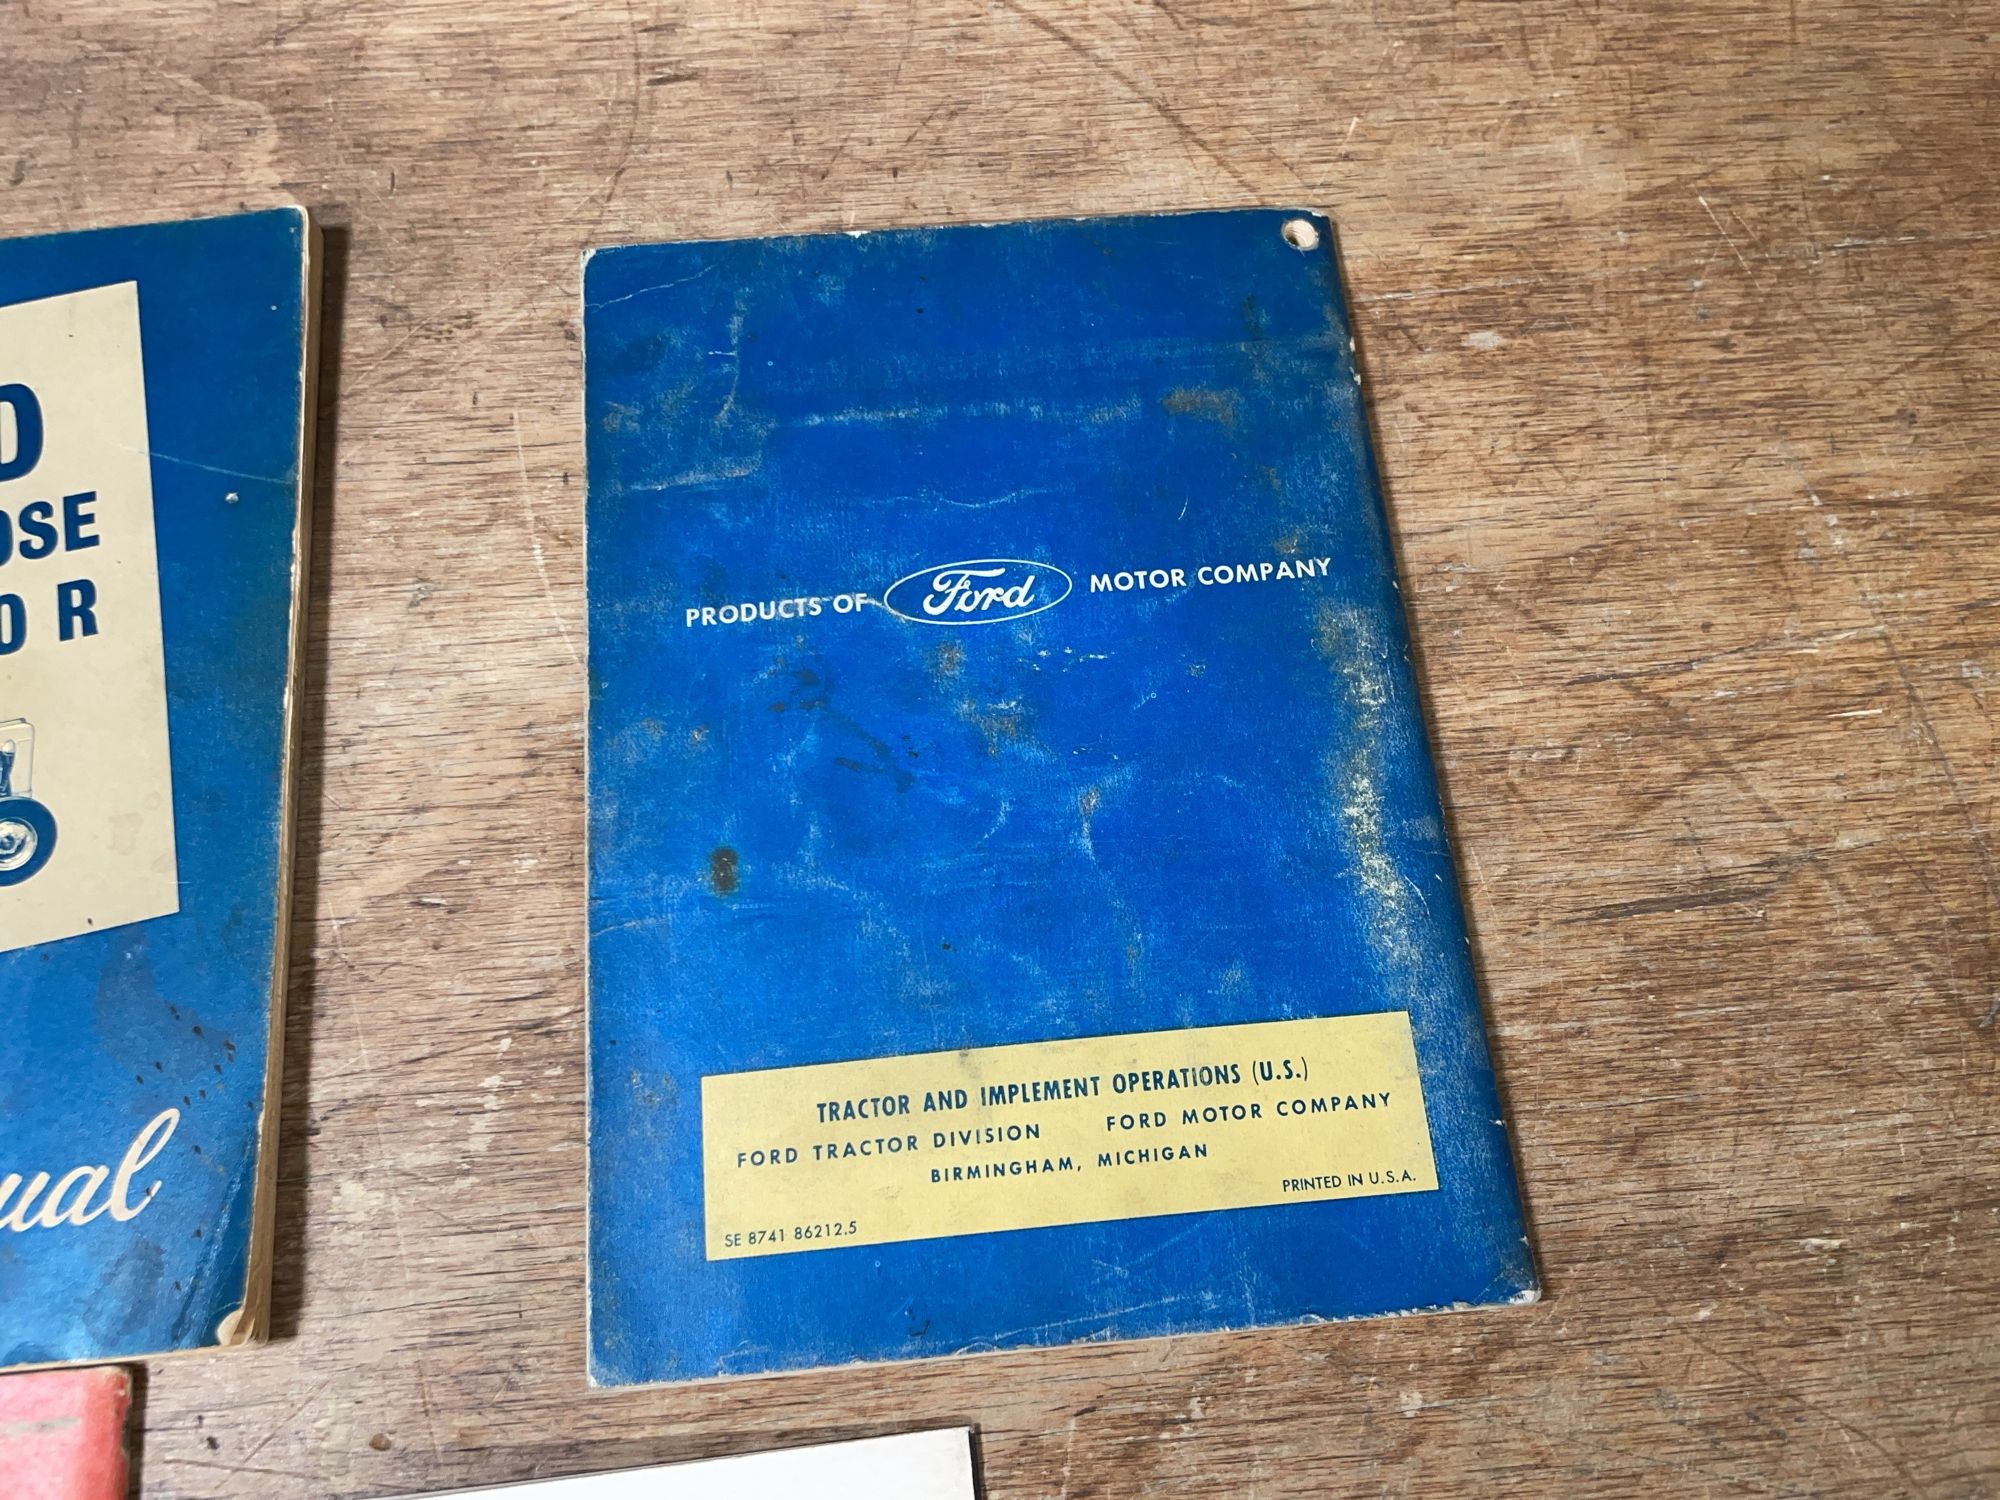 D
OSE
OR
ual
PRODUCTS OF Ford MOTOR COMPANY
TRACTOR AND IMPLEMENT OPERATIONS (U.S.)
FORD TRACTOR DIVISION FORD MOTOR COMPANY
BIRMINGHAM, MICHIGAN
PRINTED IN U.S.A.
SE 8741 86212.5